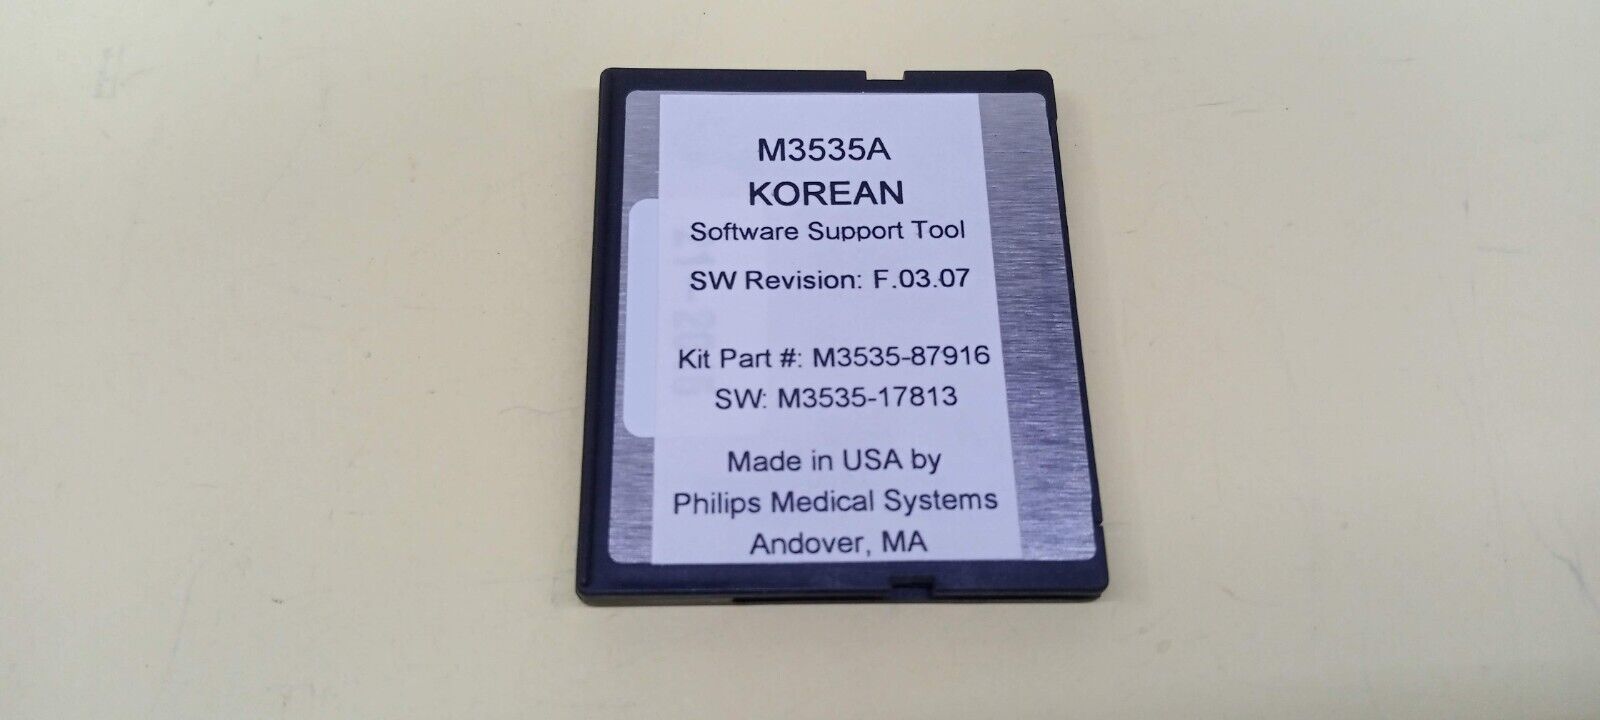 M3535A
KOREAN
Software Support Tool
SW Revision: F.03.07
Kit Part #: M3535-87916
SW: M3535-17813
Made in USA by
Philips Medical Systems
Andover, MA